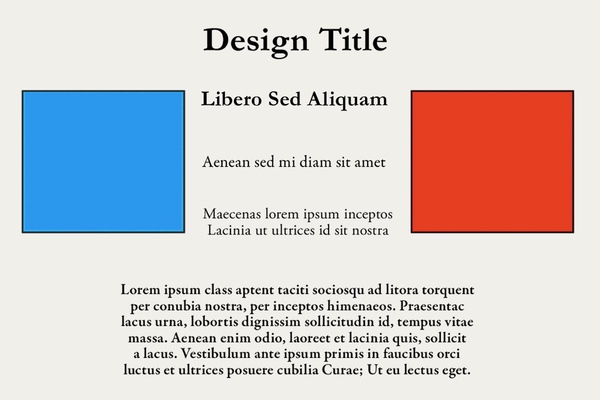 Design Title
Libero Sed Aliquam
Aenean sed mi diam sit amet
Maecenas lorem ipsum inceptos
Lacinia ut ultrices id sit nostra
Lorem ipsum class aptent taciti sociosqu ad litora torquent
per conubia nostra, per inceptos himenaeos. Praesentac
lacus urna, lobortis dignissim sollicitudin id, tempus vitae
massa. Aenean enim odio, laoreet et lacinia quis, sollicit
a lacus. Vestibulum ante ipsum primis in faucibus orci
luctus et ultrices posuere cubilia Curae; Ut eu lectus eget.